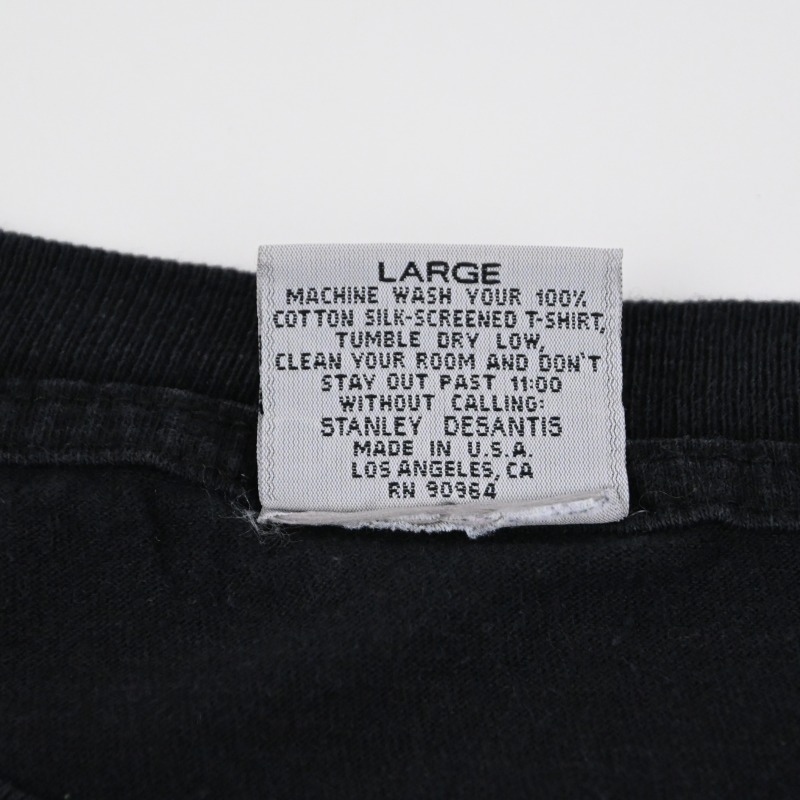 LARGE
MACHINE WASH YOUR 100%
COTTON SILK-SCREENED T-SHIRT,
TUMBLE DRY LOW,
CLEAN YOUR ROOM AND DON'T
STAY OUT PAST 11:00
WITHOUT CALLING:
STANLEY DESANTIS
MADE IN U.S.A.
LOS ANGELES, CA
RN 90964